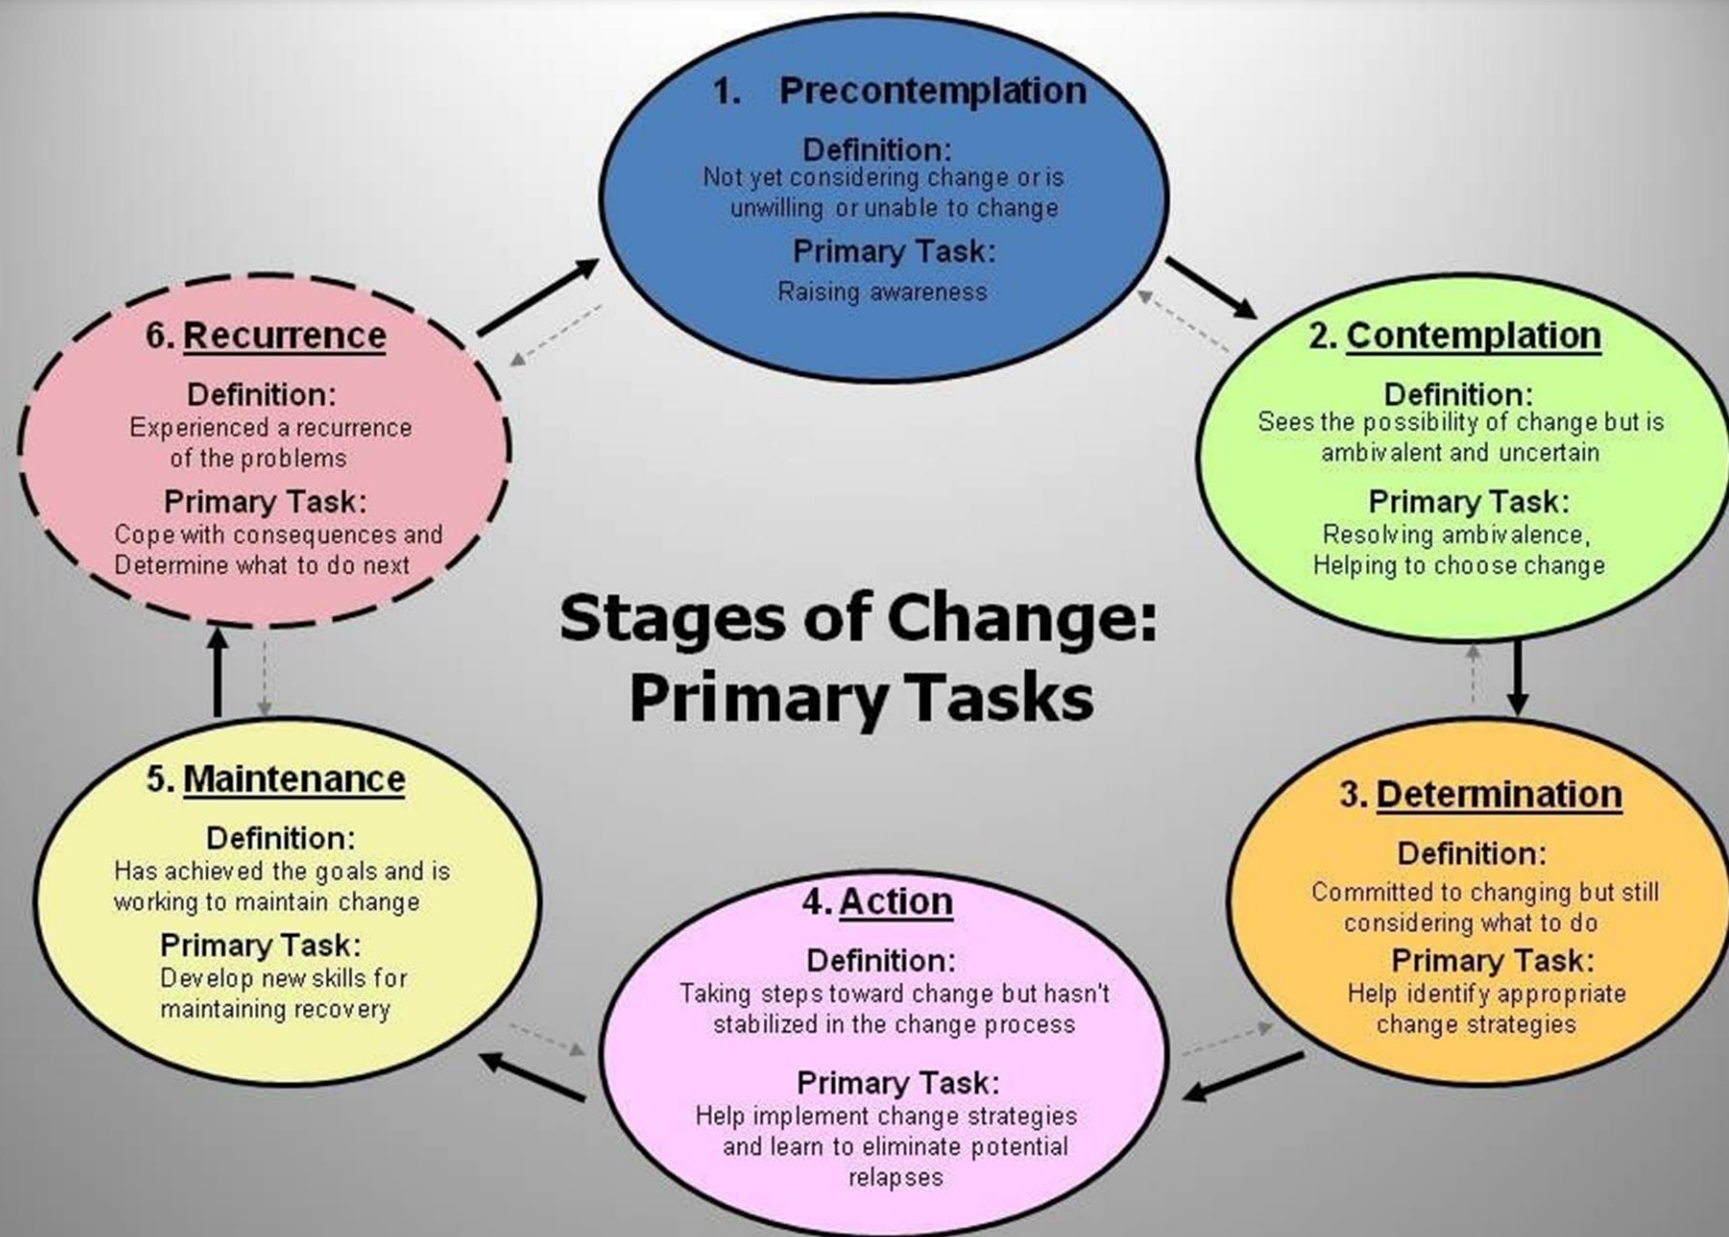 1. Precontemplation
Definition:
Not yet considering change or is
unwilling or unable to change
Primary Task:
Raising awareness
2. Contemplation
Definition:
Sees the possibility of change but is
ambivalent and uncertain
Primary Task:
Resolving ambivalence,
Helping to choose change
3. Determination
Definition:
Committed to changing but still
considering what to do
Primary Task:
Help identify appropriate
change strategies
4. Action
Definition:
Taking steps toward change but hasn't
stabilized in the change process
Primary Task:
Help implement change strategies
and learn to eliminate potential
relapses
5. Maintenance
Definition:
Has achieved the goals and is
working to maintain change
Primary Task:
Develop new skills for
maintaining recovery
6. Recurrence
Definition:
Experienced a recurrence
of the problems
Primary Task:
Cope with consequences and
Determine what to do next
Stages of Change:
Primary Tasks